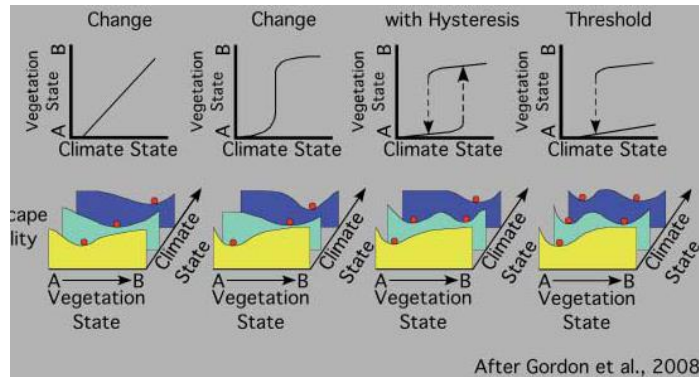 Change
Change
with Hysteresis
Threshold
Vegetation
State
A
B
Climate State
Vegetation
State
A
B
Climate State
Vegetation
State
A
B
Climate State
Vegetation
State
A
B
Climate State
cape
lity
A
B
Vegetation
State
Climate
State
A
B
Vegetation
State
Climate
State
A
B
Vegetation
State
Climate
State
A
B
Vegetation
State
Climate
State
After Gordon et al., 2008